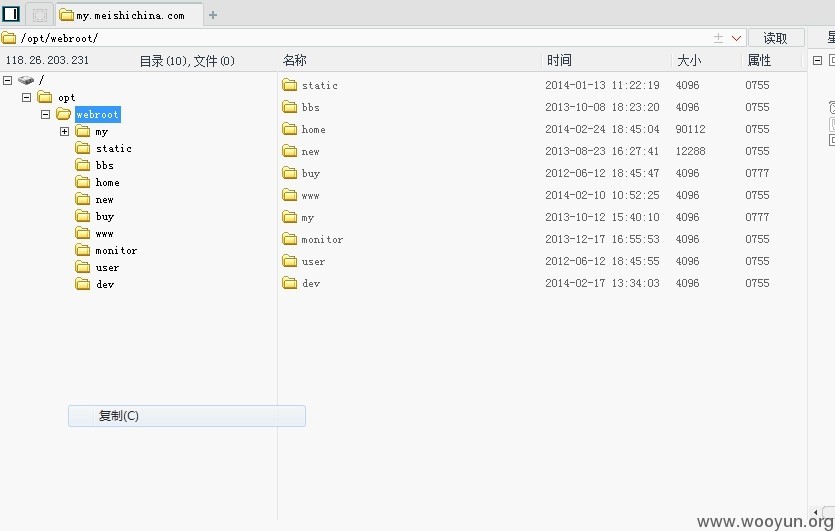 my.meishichina.com
/opt/webroot/
读取
118.26.203.231
目录(10),文件(0)
名称
时间
大小
属性
/
opt
webroot
my
static
bbs
home
new
buy
www
monitor
user
dev
static 2014-01-13 11:22:19 4096 0755
bbs 2013-10-08 18:23:20 4096 0755
home 2014-02-24 18:45:04 90112 0755
new 2013-08-23 16:27:41 12288 0755
buy 2012-06-12 18:45:47 4096 0777
www 2014-02-10 10:52:25 4096 0755
my 2013-10-12 15:40:10 4096 0777
monitor 2013-12-17 16:55:53 4096 0755
user 2012-06-12 18:45:55 4096 0755
dev 2014-02-17 13:34:03 4096 0755
复制(C)
www.wooyun.org